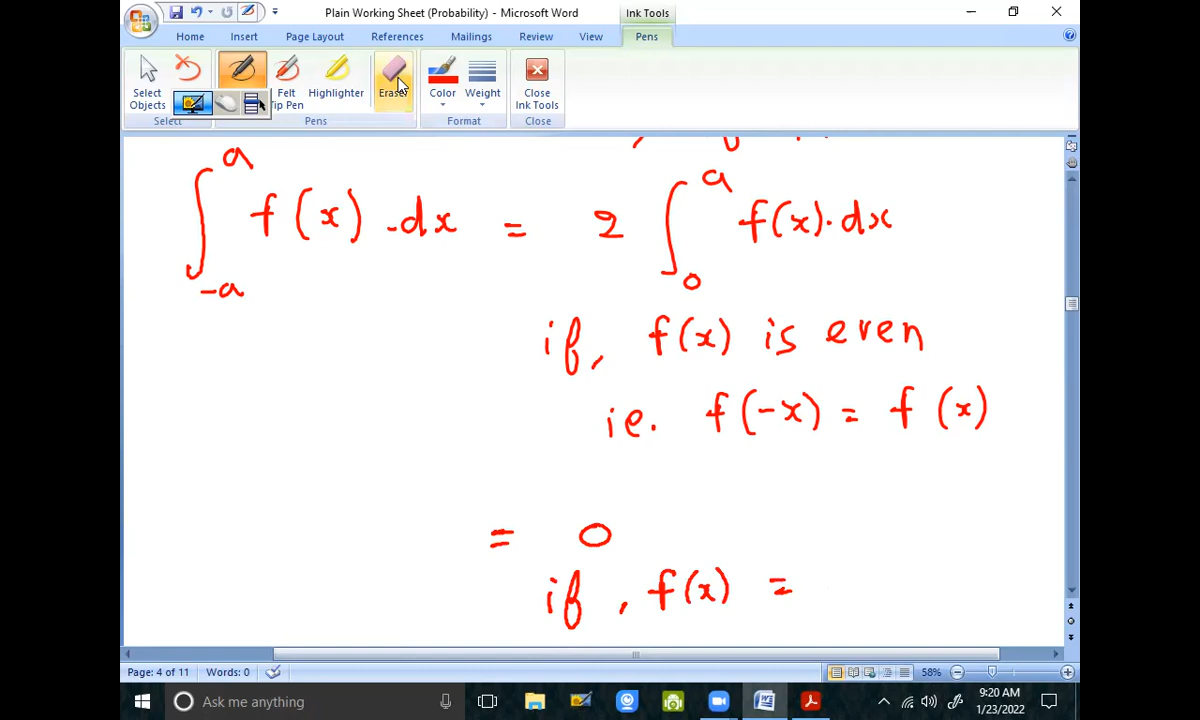 Plain Working Sheet (Probability) - Microsoft Word
Ink Tools
Home Insert Page Layout References Mailings Review View Pens
Select Objects
Felt Tip Pen
Highlighter
Eraser
Color
Weight
Close Ink Tools
Select Pens Format Close
∫_{-a}^{a} f(x).dx = 2 ∫_{0}^{a} f(x).dx
if, f(x) is even
ie. f(-x) = f(x)
= 0
if, f(x) =
Page: 4 of 11 Words: 0 58%
Ask me anything
9:20 AM
1/23/2022